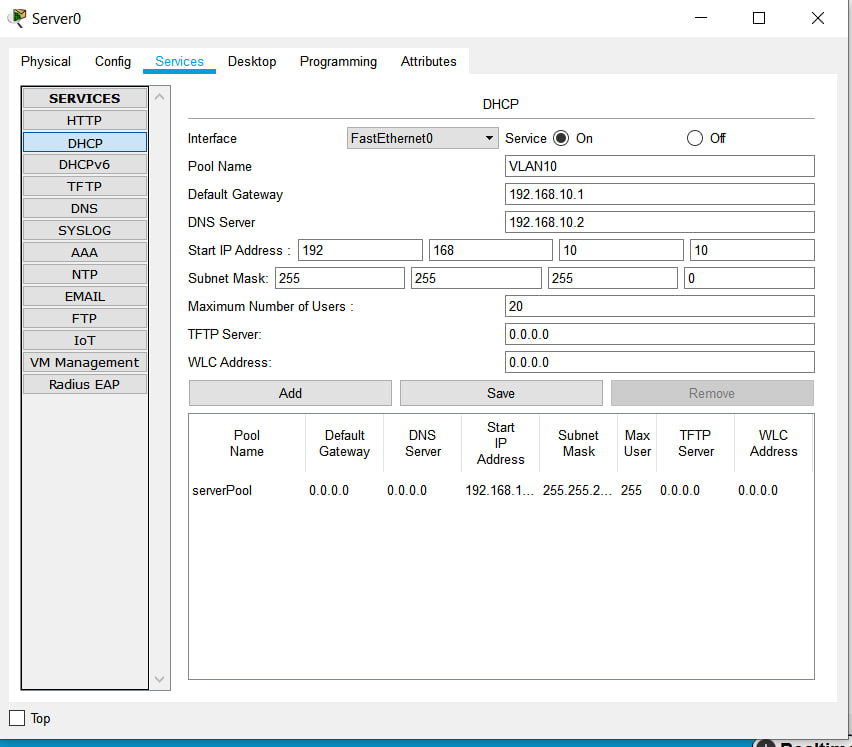 Server0
Physical Config Services Desktop Programming Attributes
SERVICES
HTTP
DHCP
DHCPv6
TFTP
DNS
SYSLOG
AAA
NTP
EMAIL
FTP
IoT
VM Management
Radius EAP
DHCP
Interface FastEthernet0 Service On Off
Pool Name VLAN10
Default Gateway 192.168.10.1
DNS Server 192.168.10.2
Start IP Address : 192 168 10 10
Subnet Mask: 255 255 255 0
Maximum Number of Users : 20
TFTP Server: 0.0.0.0
WLC Address: 0.0.0.0
Add Save Remove
Pool Name Default Gateway DNS Server Start IP Address Subnet Mask Max User TFTP Server WLC Address
serverPool 0.0.0.0 0.0.0.0 192.168.1... 255.255.2... 255 0.0.0.0 0.0.0.0
Top